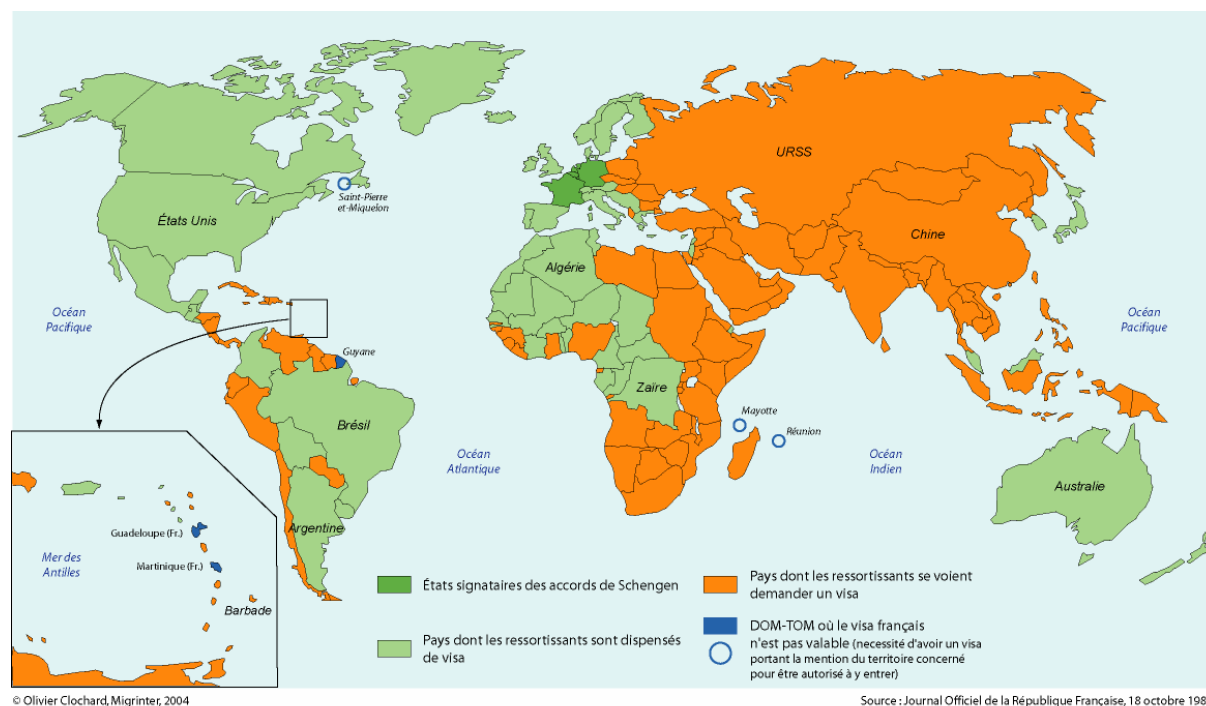 URSS
Saint-Pierre
et-Miquelon
États Unis
Chine
Algérie
Océan
Pacifique
Océan
Pacifique
Guyane
Zaïre
Mayotte
Brésil
Réunion
Océan
Atlantique
Océan
Indien
Australie
Argentine
Guadeloupe (Fr.)
Mer des
Antilles
Martinique (Fr.)
Barbade
États signataires des accords de Schengen
Pays dont les ressortissants sont dispensés
de visa
Pays dont les ressortissants se voient
demander un visa
DOM-TOM où le visa français
n'est pas valable (necessité d'avoir un visa
portant la mention du territoire concerné
pour être autorisé à y entrer)
© Olivier Clochard, Migrinter, 2004
Source : Journal Officiel de la République Française, 18 octobre 198